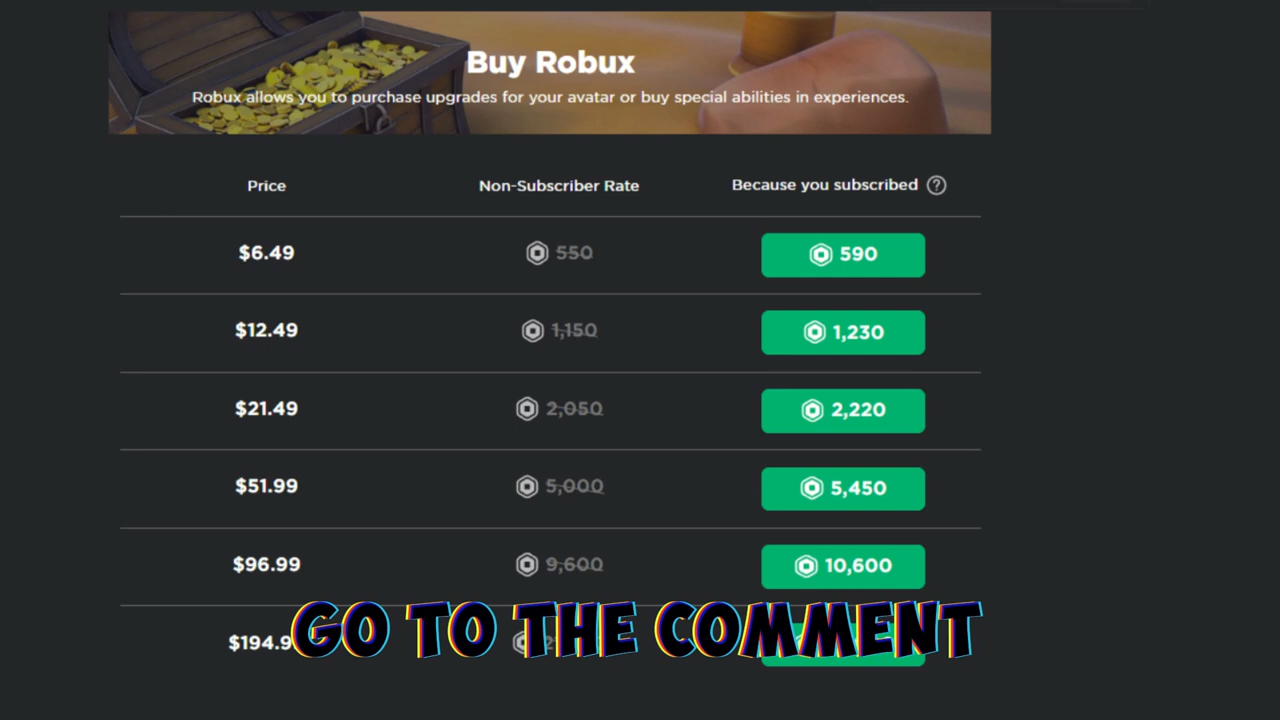 Buy Robux
Robux allows you to purchase upgrades for your avatar or buy special abilities in experiences.
Price Non-Subscriber Rate Because you subscribed ?
$6.49 550 590
$12.49 1,150 1,230
$21.49 2,050 2,220
$51.99 5,000 5,450
$96.99 9,600 10,600
GO TO THE COMMENT